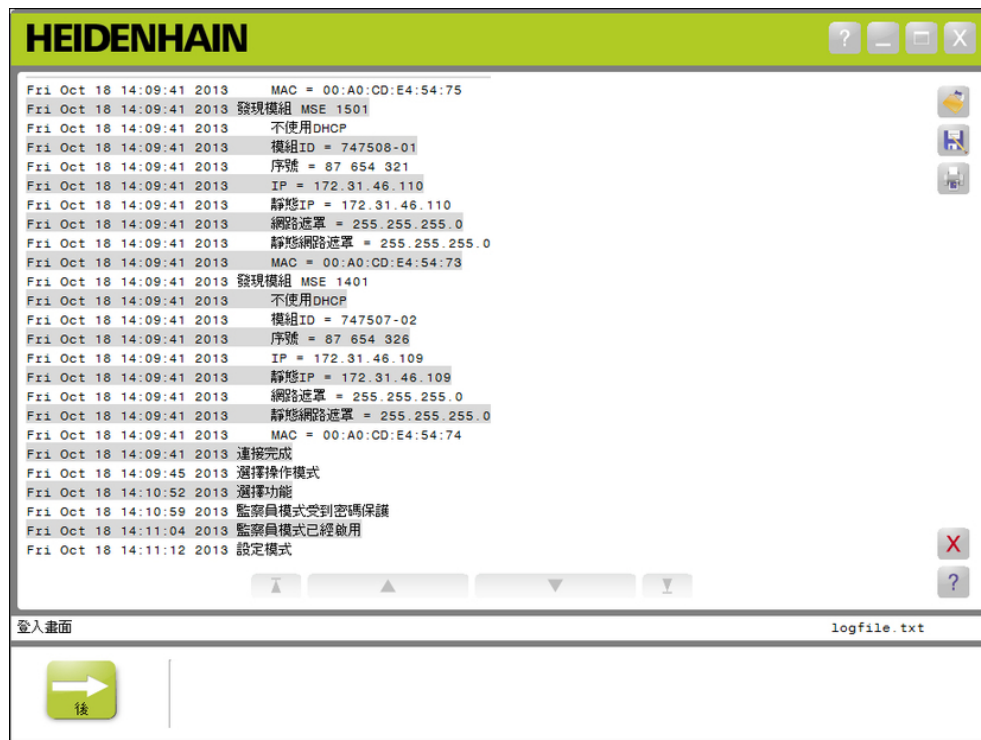 HEIDENHAIN
Fri Oct 18 14:09:41 2013 MAC = 00:A0:CD:E4:54:75
Fri Oct 18 14:09:41 2013 發現模組 MSE 1501
Fri Oct 18 14:09:41 2013 不使用DHCP
Fri Oct 18 14:09:41 2013 模組ID = 747508-01
Fri Oct 18 14:09:41 2013 序號 = 87 654 321
Fri Oct 18 14:09:41 2013 IP = 172.31.46.110
Fri Oct 18 14:09:41 2013 靜態IP = 172.31.46.110
Fri Oct 18 14:09:41 2013 網路遮罩 = 255.255.255.0
Fri Oct 18 14:09:41 2013 靜態網路遮罩 = 255.255.255.0
Fri Oct 18 14:09:41 2013 MAC = 00:A0:CD:E4:54:73
Fri Oct 18 14:09:41 2013 發現模組 MSE 1401
Fri Oct 18 14:09:41 2013 不使用DHCP
Fri Oct 18 14:09:41 2013 模組ID = 747507-02
Fri Oct 18 14:09:41 2013 序號 = 87 654 326
Fri Oct 18 14:09:41 2013 IP = 172.31.46.109
Fri Oct 18 14:09:41 2013 靜態IP = 172.31.46.109
Fri Oct 18 14:09:41 2013 網路遮罩 = 255.255.255.0
Fri Oct 18 14:09:41 2013 靜態網路遮罩 = 255.255.255.0
Fri Oct 18 14:09:41 2013 MAC = 00:A0:CD:E4:54:74
Fri Oct 18 14:09:41 2013 連接完成
Fri Oct 18 14:09:45 2013 選擇操作模式
Fri Oct 18 14:10:52 2013 選擇功能
Fri Oct 18 14:10:59 2013 監察員模式受到密碼保護
Fri Oct 18 14:11:04 2013 監察員模式已經啟用
Fri Oct 18 14:11:12 2013 設定模式
登入畫面 logfile.txt
後